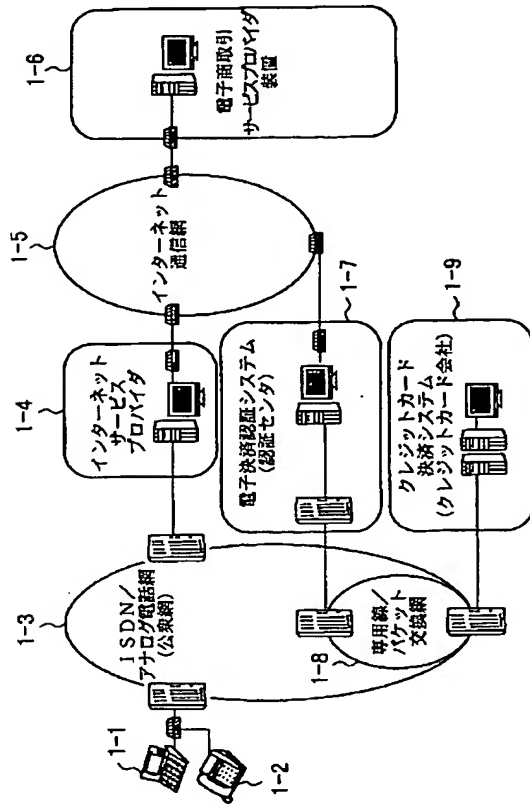 1-1
1-2
1-3
ISDN／
アナログ電話網
(公衆網)
1-4
インターネット
サービス
プロバイダ
1-5
インターネット
通信網
1-6
電子商取引
サービスプロバイダ
装置
1-7
電子決済認証システム
(認証センタ)
1-8
専用線／
パケット
交換網
1-9
クレジットカード
決済システム
(クレジットカード会社)